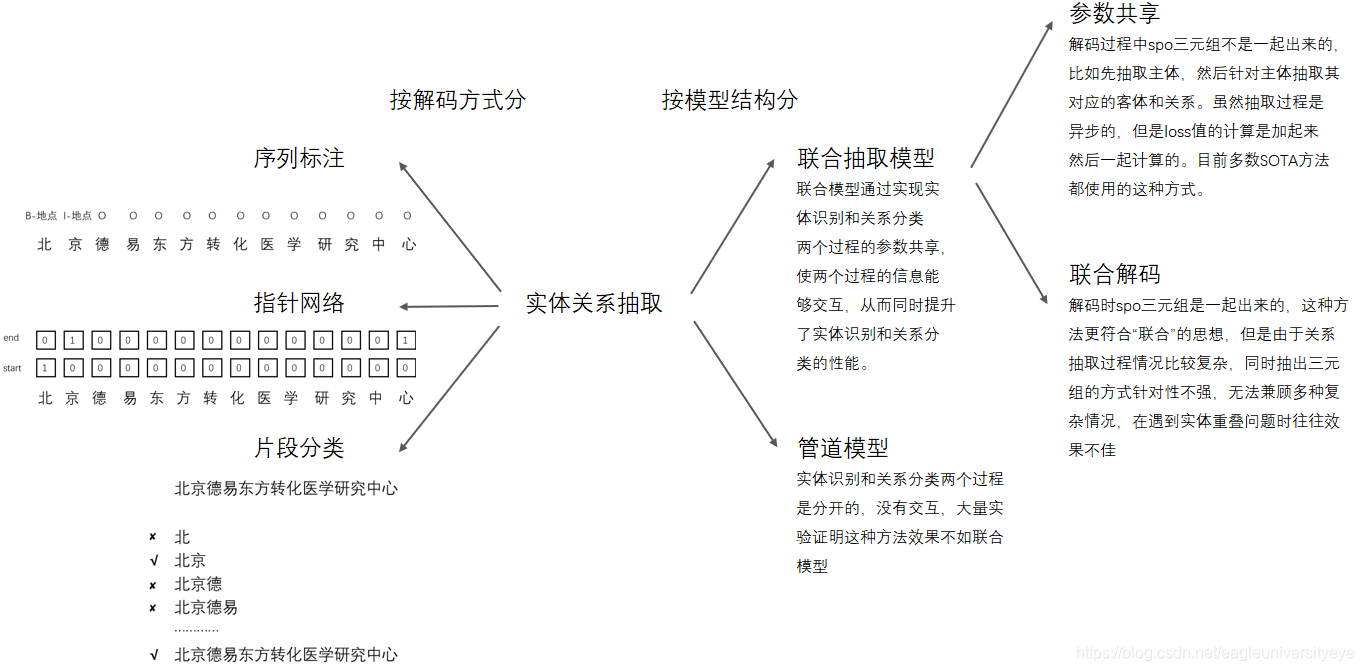 按解码方式分
序列标注
B-地点 I-地点 O O O O O O O O O O O O
北 京 德 易 东 方 转 化 医 学 研 究 中 心
指针网络
end 0 1 0 0 0 0 0 0 0 0 0 0 0 1
start 1 0 0 0 0 0 0 0 0 0 0 0 0 0
北 京 德 易 东 方 转 化 医 学 研 究 中 心
片段分类
北京德易东方转化医学研究中心
✘ 北
√ 北京
✘ 北京德
✘ 北京德易
…………
√ 北京德易东方转化医学研究中心
实体关系抽取
按模型结构分
联合抽取模型
联合模型通过实现实
体识别和关系分类
两个过程的参数共享，
使两个过程的信息能
够交互，从而同时提升
了实体识别和关系分
类的性能。
管道模型
实体识别和关系分类两个过程
是分开的，没有交互，大量实
验证明这种方法效果不如联合
模型
参数共享
解码过程中spo三元组不是一起出来的，
比如先抽取主体，然后针对主体抽取其
对应的客体和关系。虽然抽取过程是
异步的，但是loss值的计算是加起来
然后一起计算的。目前多数SOTA方法
都使用的这种方式。
联合解码
解码时spo三元组是一起出来的，这种方
法更符合“联合”的思想，但是由于关系
抽取过程情况比较复杂，同时抽出三元
组的方式针对性不强，无法兼顾多种复
杂情况，在遇到实体重叠问题时往往效
果不佳
https://blog.csdn.net/eagleuniversityeye